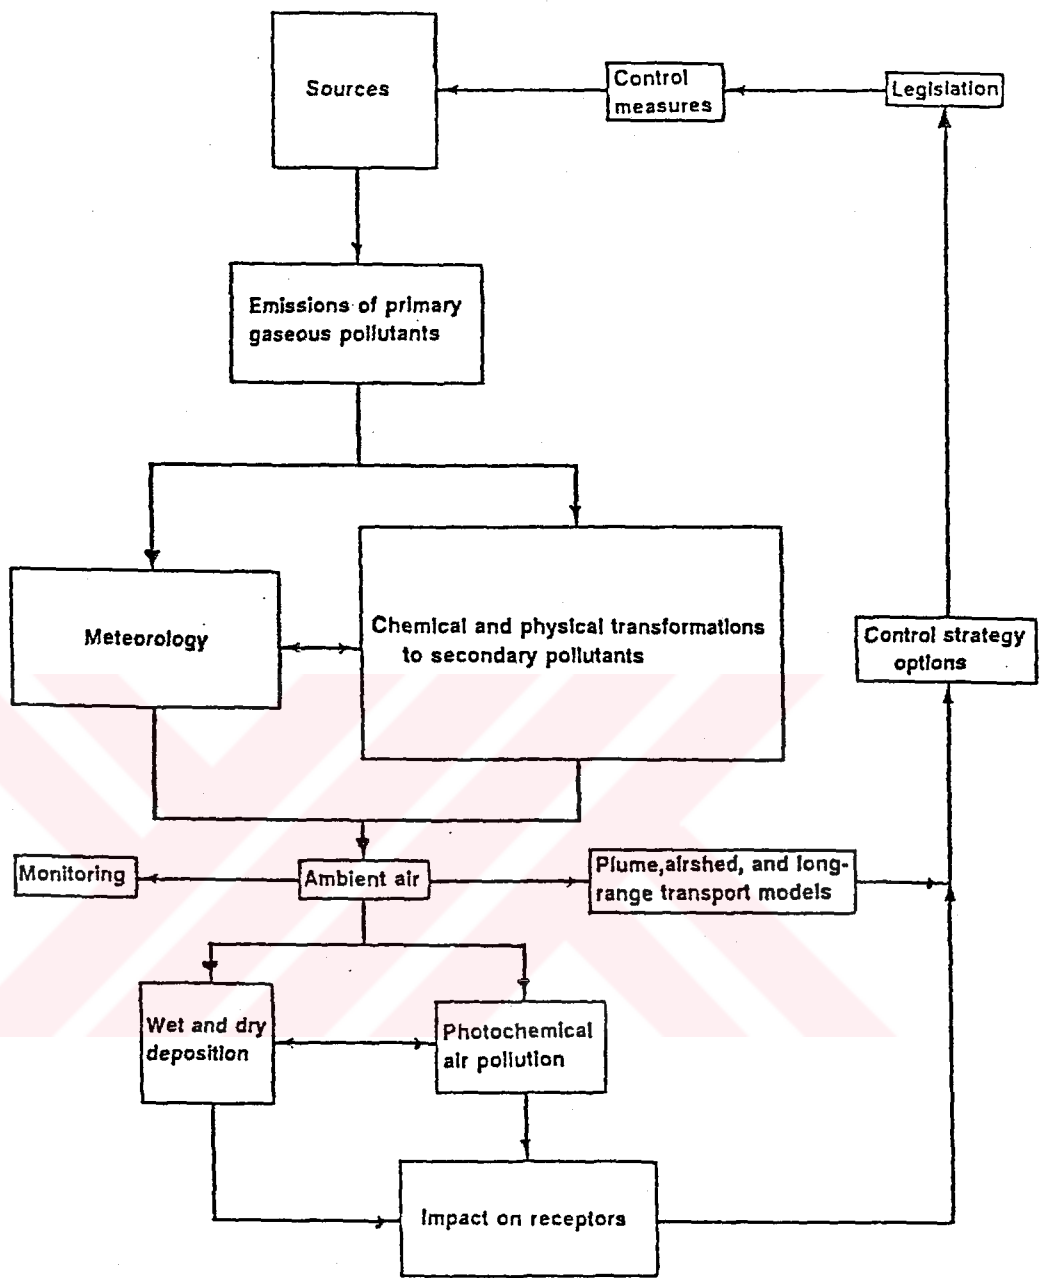 Sources
Control
measures
Legislation
Emissions of primary
gaseous pollutants
Meteorology
Chemical and physical transformations
to secondary pollutants
Control strategy
options
Monitoring
Ambient air
Plume,airshed, and long-
range transport models
Wet and dry
deposition
Photochemical
air pollution
Impact on receptors